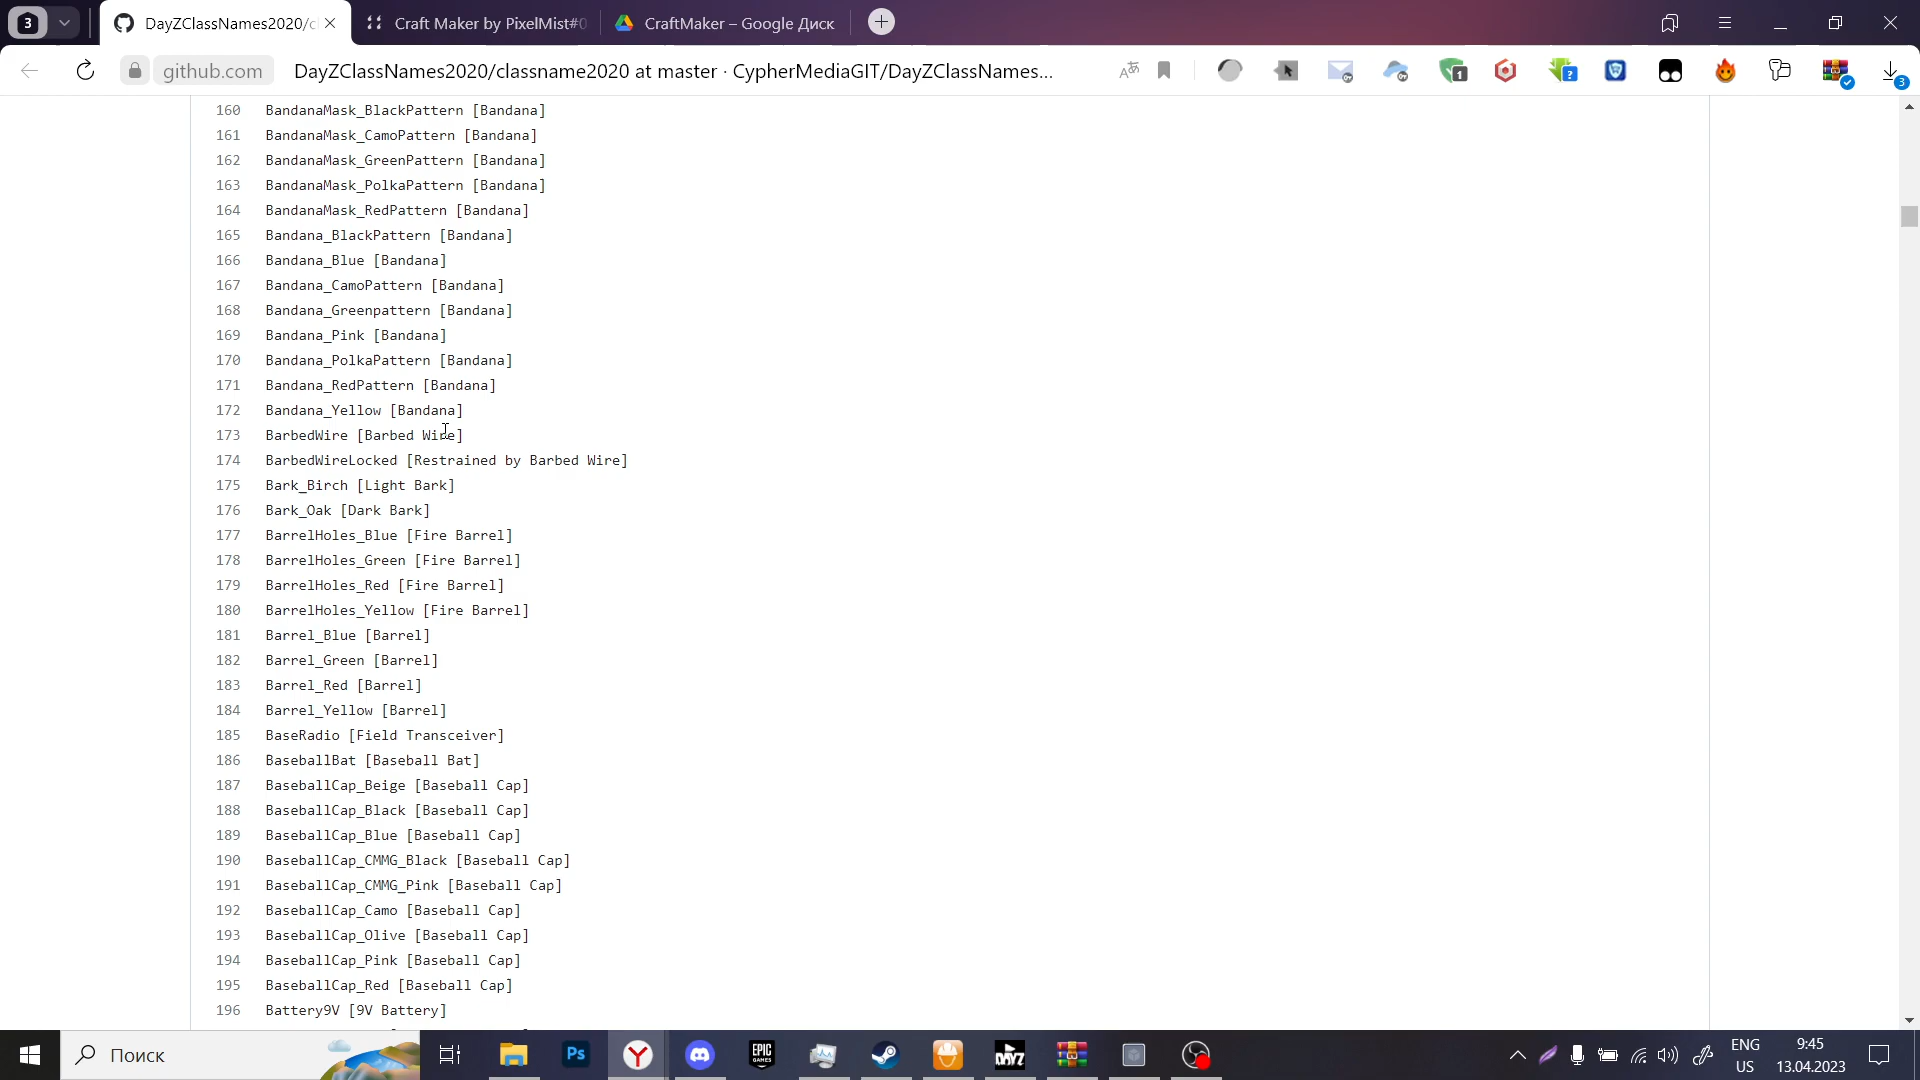 3
DayZClassNames2020/cl
Craft Maker by PixelMist#0
CraftMaker – Google Диск
github.com
DayZClassNames2020/classname2020 at master · CypherMediaGIT/DayZClassNames...
1
?
3
160 BandanaMask_BlackPattern [Bandana]
161 BandanaMask_CamoPattern [Bandana]
162 BandanaMask_GreenPattern [Bandana]
163 BandanaMask_PolkaPattern [Bandana]
164 BandanaMask_RedPattern [Bandana]
165 Bandana_BlackPattern [Bandana]
166 Bandana_Blue [Bandana]
167 Bandana_CamoPattern [Bandana]
168 Bandana_Greenpattern [Bandana]
169 Bandana_Pink [Bandana]
170 Bandana_PolkaPattern [Bandana]
171 Bandana_RedPattern [Bandana]
172 Bandana_Yellow [Bandana]
173 BarbedWire [Barbed Wire]
174 BarbedWireLocked [Restrained by Barbed Wire]
175 Bark_Birch [Light Bark]
176 Bark_Oak [Dark Bark]
177 BarrelHoles_Blue [Fire Barrel]
178 BarrelHoles_Green [Fire Barrel]
179 BarrelHoles_Red [Fire Barrel]
180 BarrelHoles_Yellow [Fire Barrel]
181 Barrel_Blue [Barrel]
182 Barrel_Green [Barrel]
183 Barrel_Red [Barrel]
184 Barrel_Yellow [Barrel]
185 BaseRadio [Field Transceiver]
186 BaseballBat [Baseball Bat]
187 BaseballCap_Beige [Baseball Cap]
188 BaseballCap_Black [Baseball Cap]
189 BaseballCap_Blue [Baseball Cap]
190 BaseballCap_CMMG_Black [Baseball Cap]
191 BaseballCap_CMMG_Pink [Baseball Cap]
192 BaseballCap_Camo [Baseball Cap]
193 BaseballCap_Olive [Baseball Cap]
194 BaseballCap_Pink [Baseball Cap]
195 BaseballCap_Red [Baseball Cap]
196 Battery9V [9V Battery]
Поиск
Ps
EPIC GAMES
DAYZ
ENG
US
9:45
13.04.2023